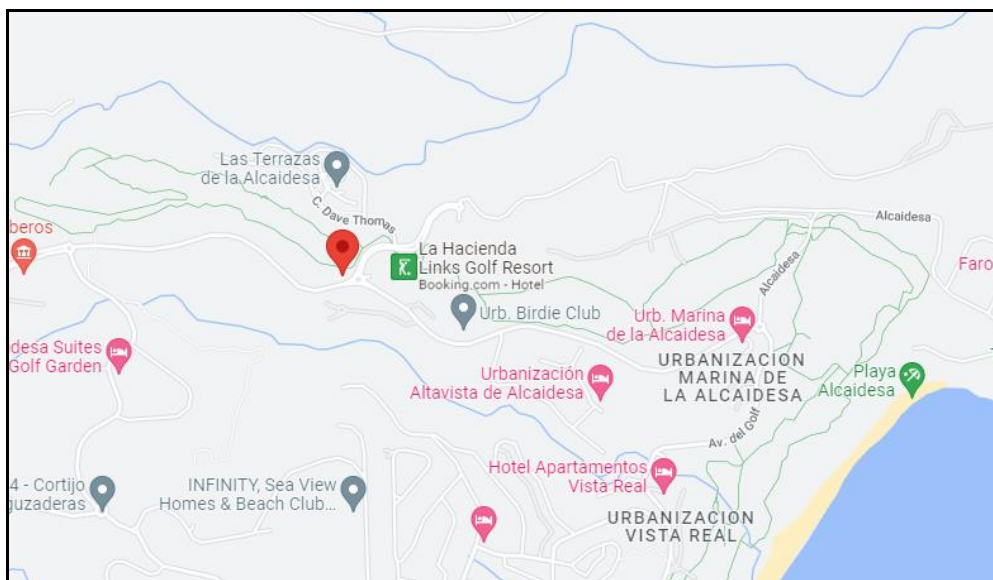 Las Terrazas
de la Alcaidesa
C. Dave Thomas
beros
La Hacienda
Links Golf Resort
Booking.com - Hotel
Alcaidesa
Alcaidesa
Faro
Urb. Birdie Club
Urb. Marina
de la Alcaidesa
desa Suites
Golf Garden
URBANIZACION
MARINA DE
LA ALCAIDESA
Urbanización
Altavista de Alcaidesa
Playa
Alcaidesa
Av. del Golf
Hotel Apartamentos
Vista Real
4 - Cortijo
guzaderas
INFINITY, Sea View
Homes & Beach Club...
URBANIZACION
VISTA REAL